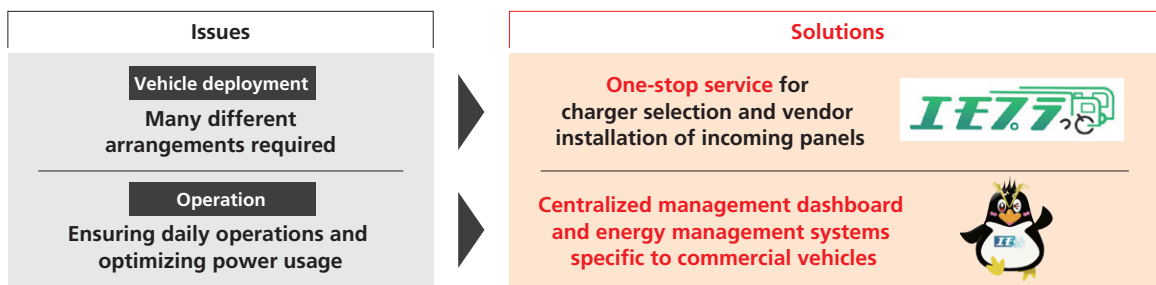 Issues
Solutions
Vehicle deployment
Many different
arrangements required
One-stop service for
charger selection and vendor
installation of incoming panels
エモプラっと
Operation
Ensuring daily operations and
optimizing power usage
Centralized management dashboard
and energy management systems
specific to commercial vehicles